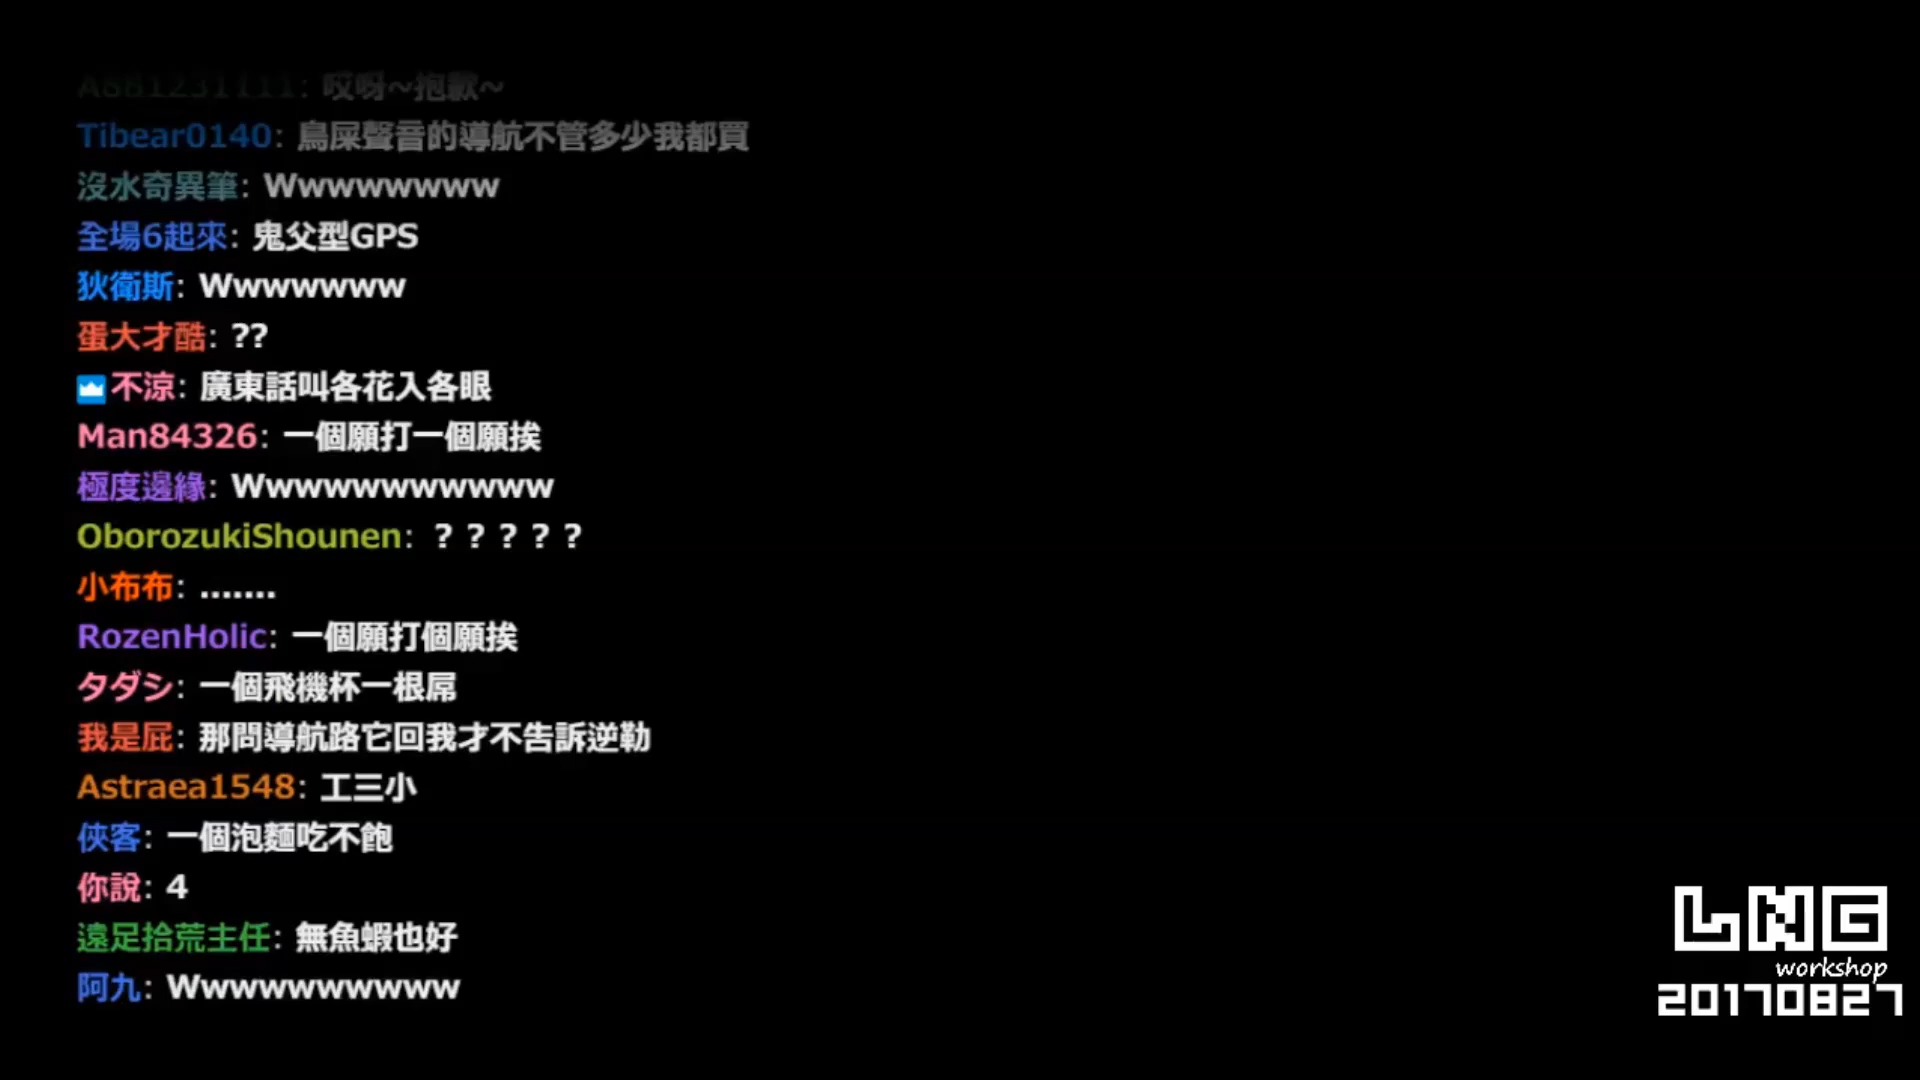 A881231111: 哎呀~抱歉~
Tibear0140: 鳥屎聲音的導航不管多少我都買
沒水奇異筆: Wwwwwwwww
全場6起來: 鬼父型GPS
狄衛斯: Wwwwwwww
蛋大才酷: ??
不涼: 廣東話叫各花入各眼
Man84326: 一個願打一個願挨
極度邊緣: Wwwwwwwwwwww
OborozukiShounen: ？？？？？
小布布: .......
RozenHolic: 一個願打個願挨
タダシ: 一個飛機杯一根屌
我是屁: 那問導航路它回我才不告訴逆勒
Astraea1548: 工三小
俠客: 一個泡麵吃不飽
你說: 4
遠足拾荒主任: 無魚蝦也好
阿九: Wwwwwwwwwww
LNG
workshop
20170827